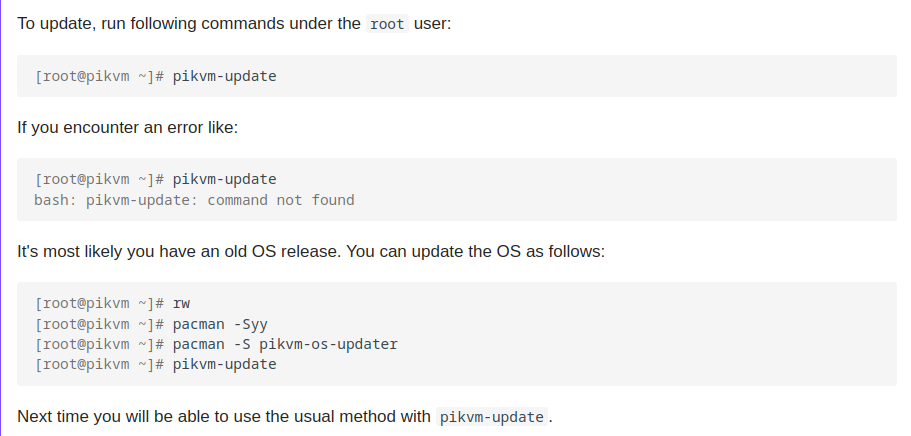 To update, run following commands under the root user:
[root@pikvm ~]# pikvm-update
If you encounter an error like:
[root@pikvm ~]# pikvm-update
bash: pikvm-update: command not found
It's most likely you have an old OS release. You can update the OS as follows:
[root@pikvm ~]# rw
[root@pikvm ~]# pacman -Syy
[root@pikvm ~]# pacman -S pikvm-os-updater
[root@pikvm ~]# pikvm-update
Next time you will be able to use the usual method with pikvm-update.